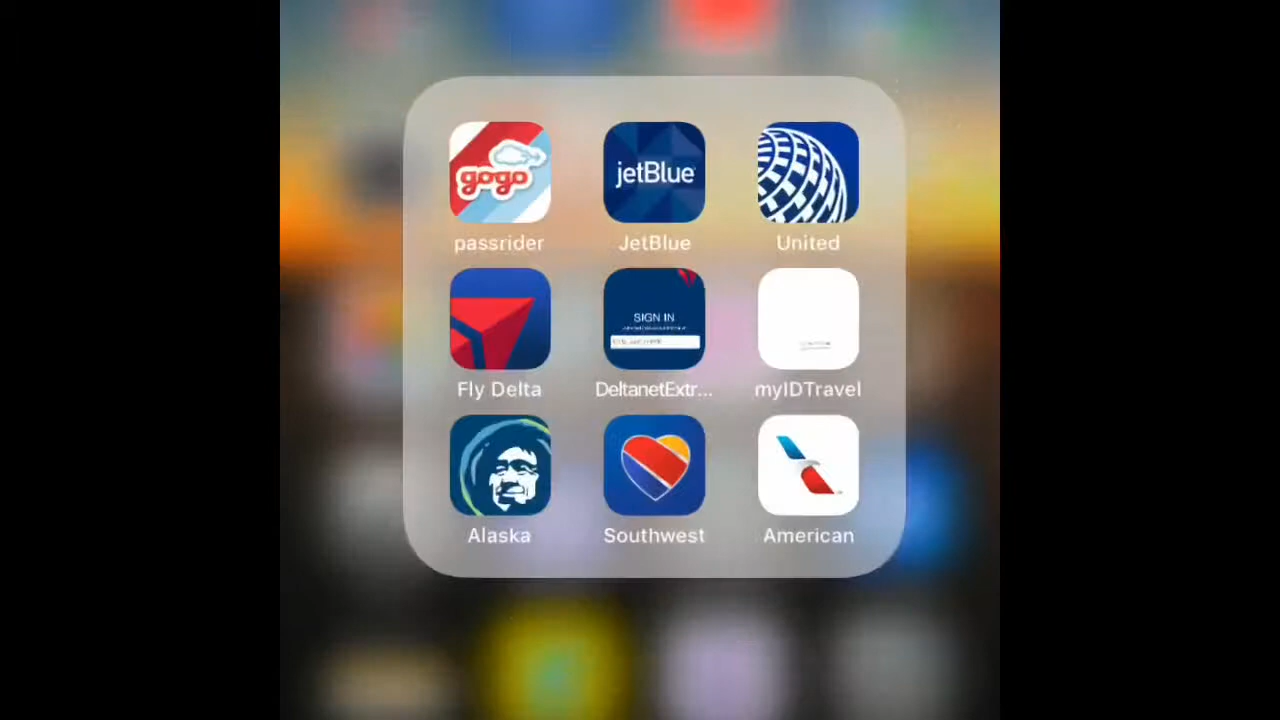 gogo
jetBlue
passrider
JetBlue
United
SIGN IN
Fly Delta
DeltanetExtr...
myIDTravel
Alaska
Southwest
American